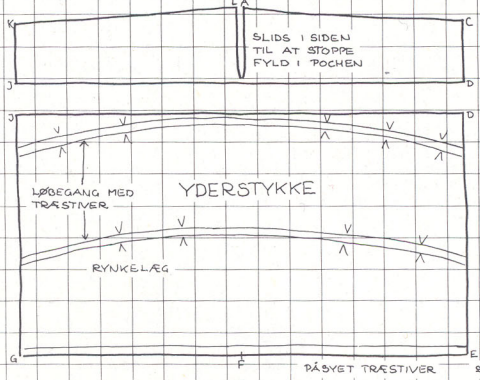 K
L A
C
SLIDS I SIDEN
TIL AT STOPPE
FYLD I POCHEN
J
D
J
D
LØBEGANG MED
TRÆSTIVER
YDERSTYKKE
RYNKELÆG
G
F
E
PÅSYET TRÆSTIVER